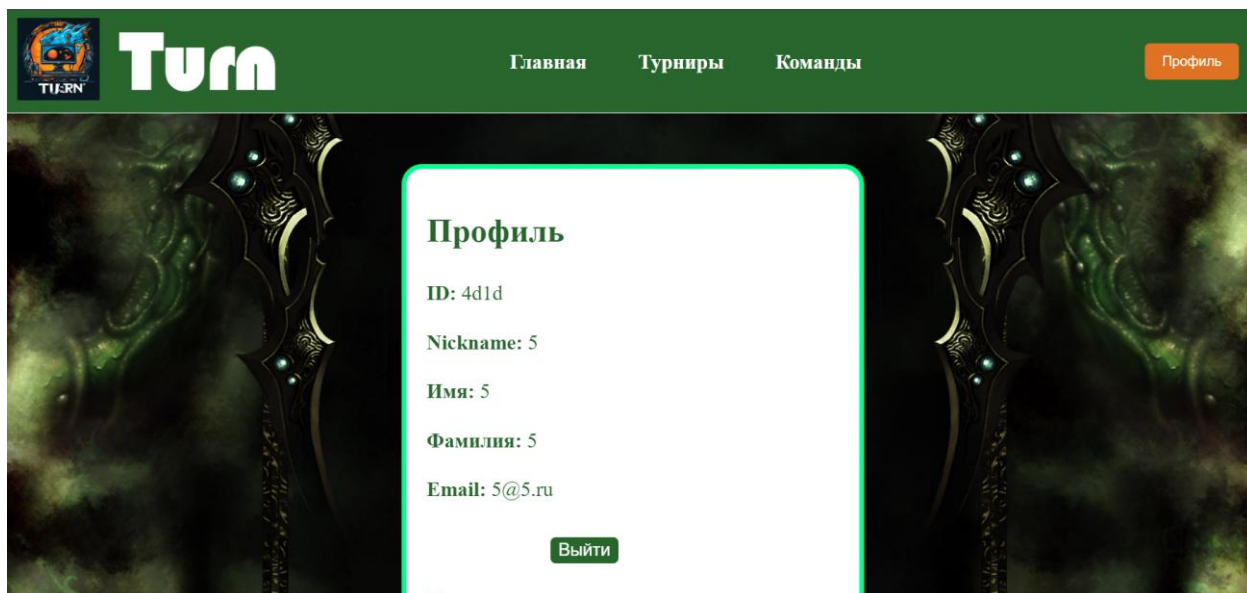 TURN
Turn
Главная Турниры Команды
Профиль
Профиль
ID: 4d1d
Nickname: 5
Имя: 5
Фамилия: 5
Email: 5@5.ru
Выйти